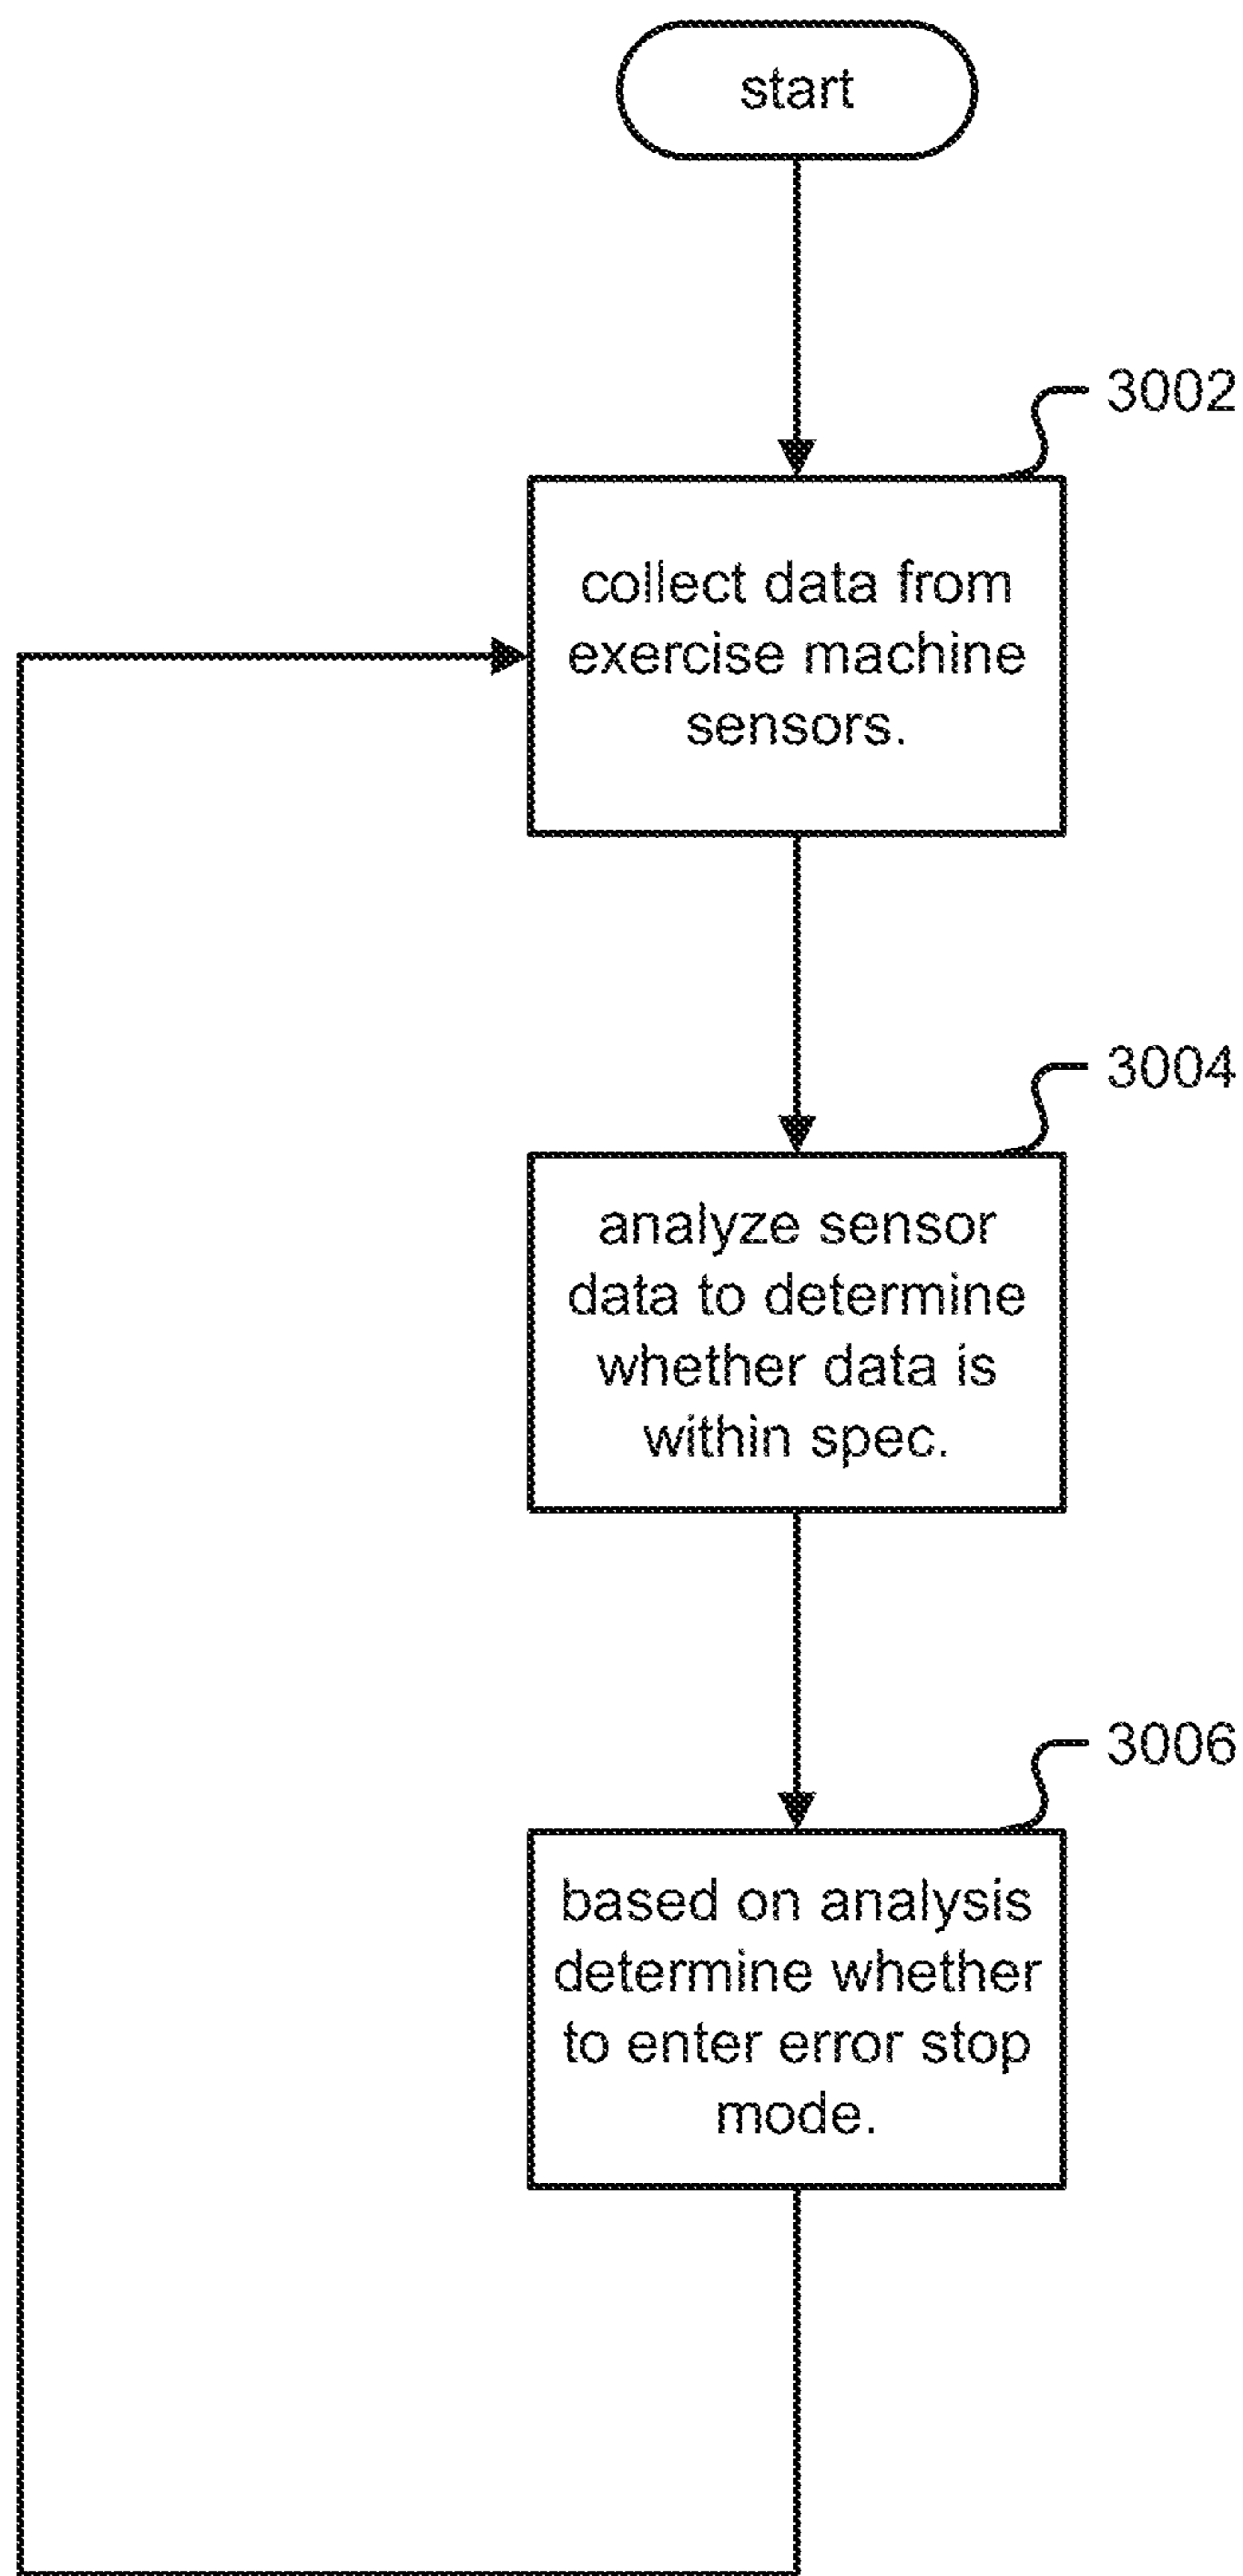 start
3002
collect data from
exercise machine
sensors.
3004
analyze sensor
data to determine
whether data is
within spec.
3006
based on analysis
determine whether
to enter error stop
mode.